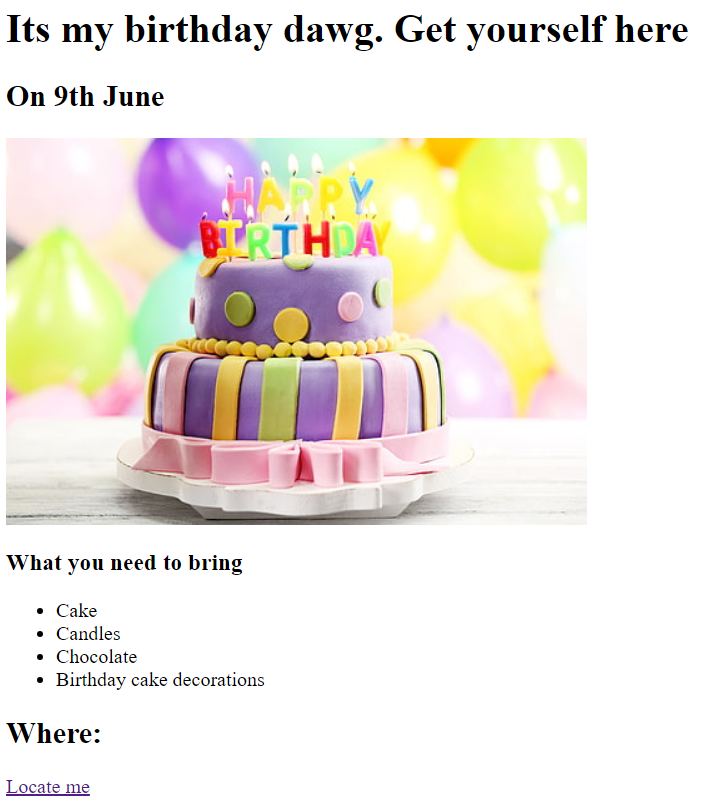 Its my birthday dawg. Get yourself here
On 9th June
HAPPY
BIRTHDAY
What you need to bring
Cake
Candles
Chocolate
Birthday cake decorations
Where:
Locate me